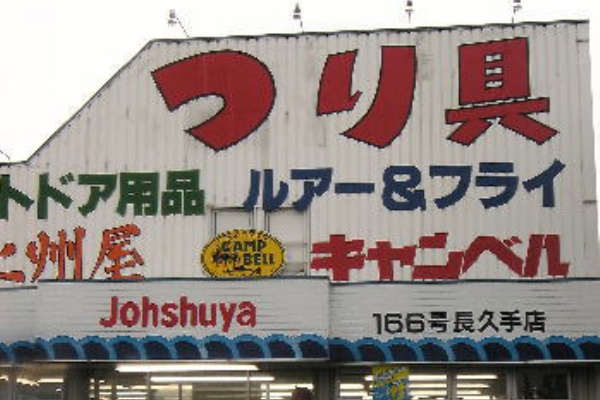 つり具
トドア用品 ルアー&フライ
州屋 CAMP BELL キャンベル
Johshuya 166号長久手店